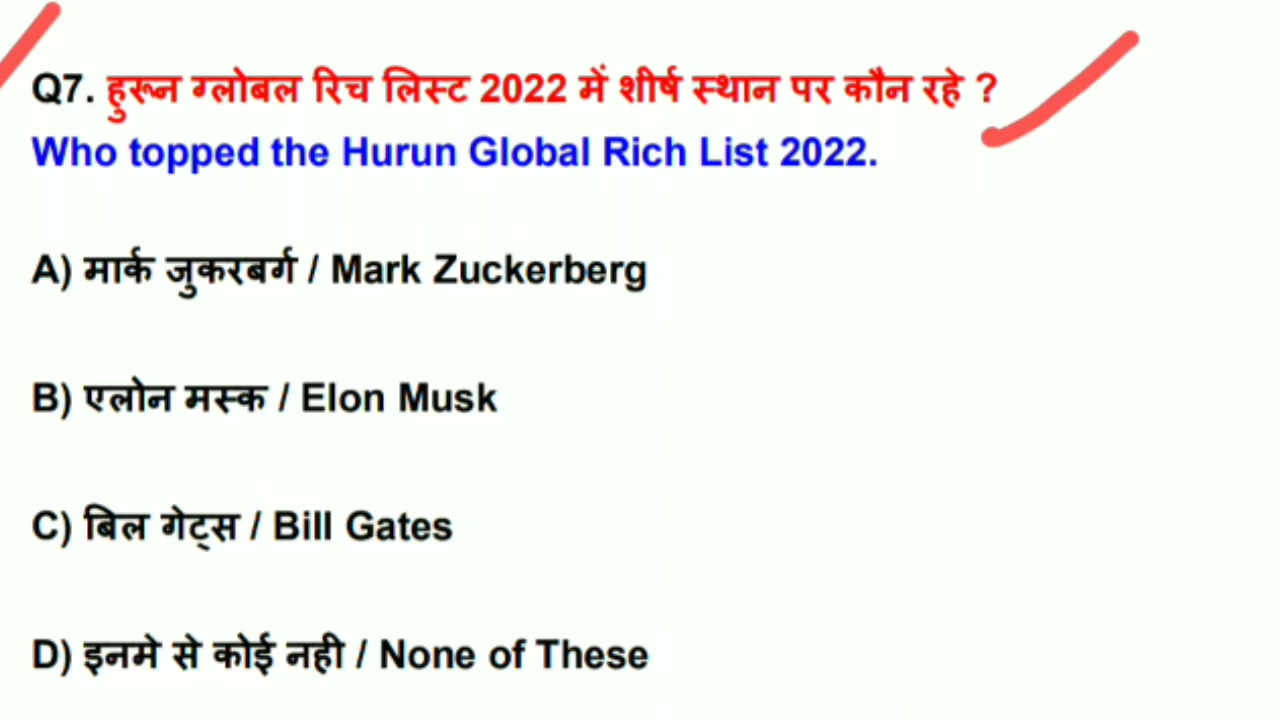 Q7. हुरून ग्लोबल रिच लिस्ट 2022 में शीर्ष स्थान पर कौन रहे ?
Who topped the Hurun Global Rich List 2022.
A) मार्क जुकरबर्ग / Mark Zuckerberg
B) एलोन मस्क / Elon Musk
C) बिल गेट्स / Bill Gates
D) इनमे से कोई नही / None of These